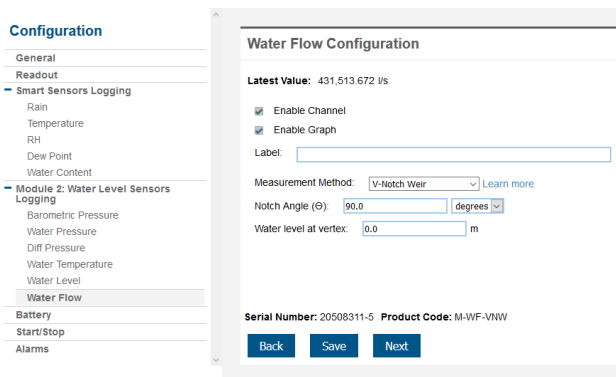 Configuration
General
Readout
Smart Sensors Logging
Rain
Temperature
RH
Dew Point
Water Content
Module 2: Water Level Sensors
Logging
Barometric Pressure
Water Pressure
Diff Pressure
Water Temperature
Water Level
Water Flow
Battery
Start/Stop
Alarms
Water Flow Configuration
Latest Value: 431,513.672 l/s
Enable Channel
Enable Graph
Label:
Measurement Method: V-Notch Weir Learn more
Notch Angle (Θ): 90.0 degrees
Water level at vertex: 0.0 m
Serial Number: 20508311-5 Product Code: M-WF-VNW
Back Save Next